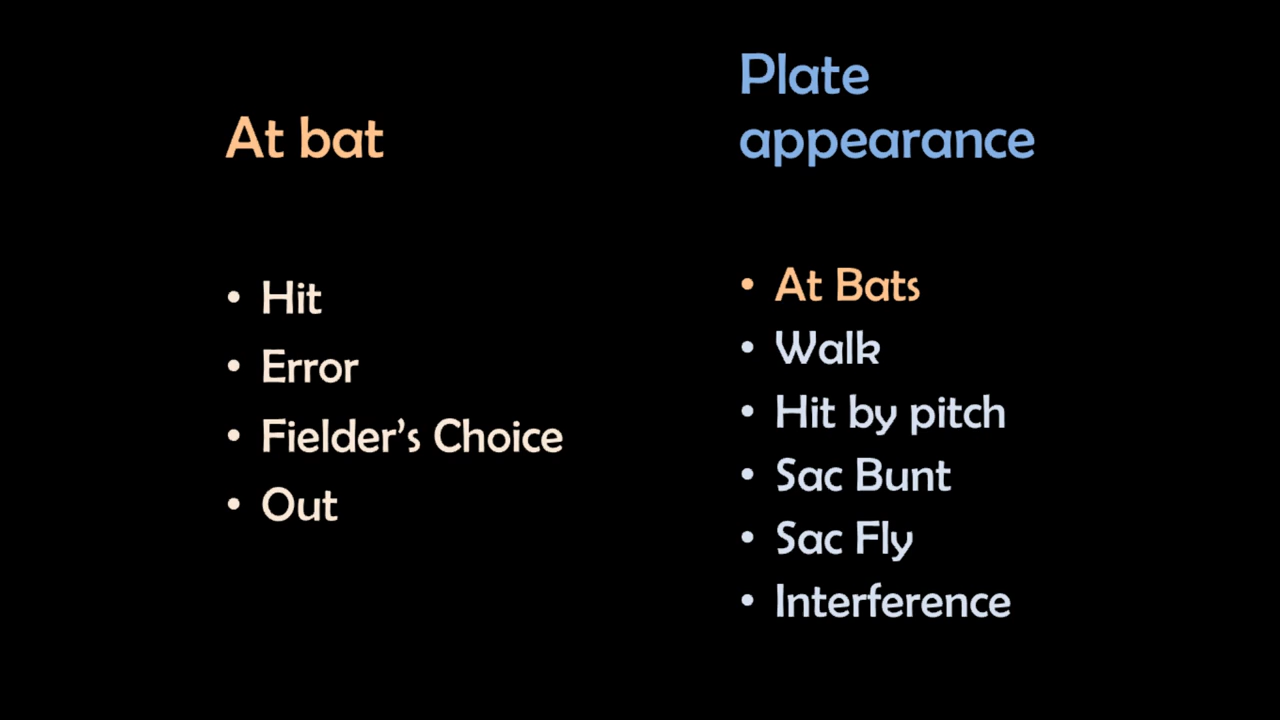 At bat
• Hit
• Error
• Fielder’s Choice
• Out
Plate
appearance
• At Bats
• Walk
• Hit by pitch
• Sac Bunt
• Sac Fly
• Interference